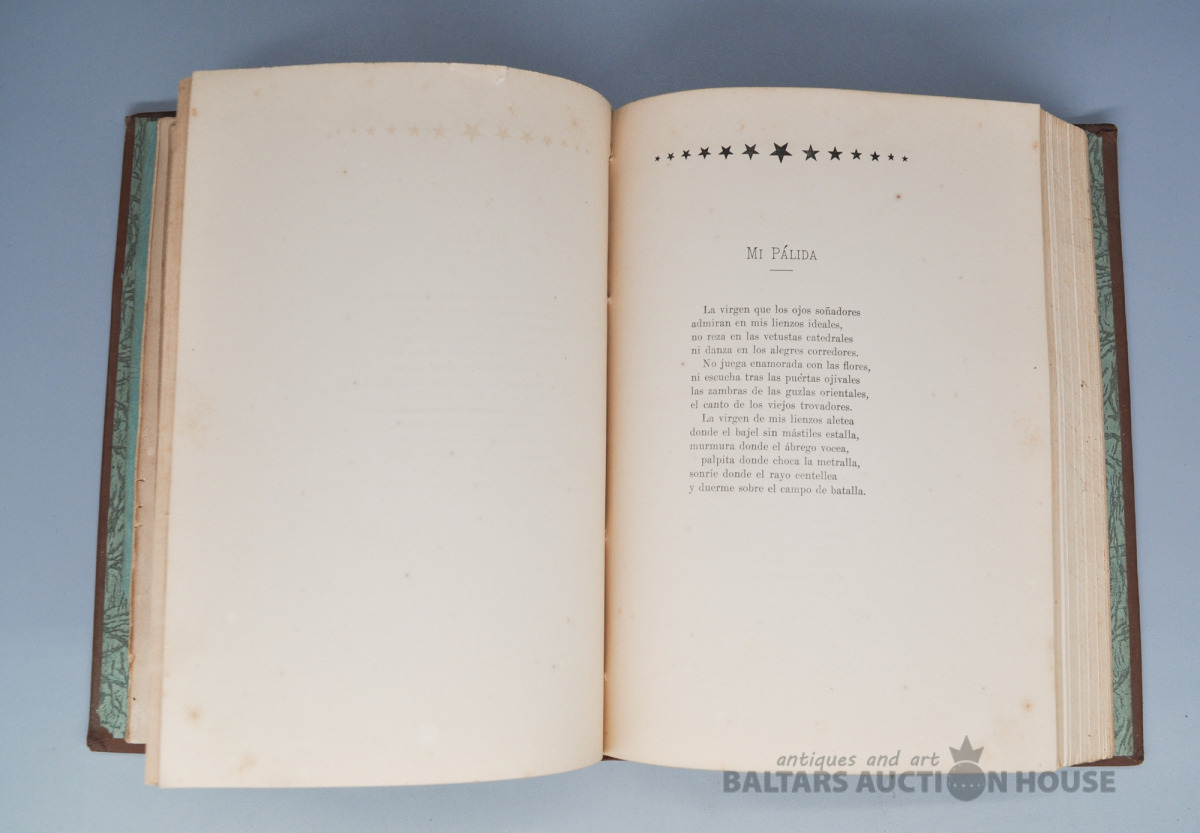 MI PÁLIDA
La virgen que los ojos soñadores
admiran en mis lienzos ideales,
no reza en las vetustas catedrales
ni danza en los alegres corredores.
No juega enamorada con las flores,
ni escucha tras las puértas ojivales
las zambras de las guzlas orientales,
el canto de los viejos trovadores.
La virgen de mis lienzos aletea
donde el bajel sin mástiles estalla,
murmura donde el ábrego vocea,
palpita donde choca la metralla,
sonrie donde el rayo centellea
y duerme sobre el campo de batalla.
antiques and art
BALTARS AUCTION HOUSE